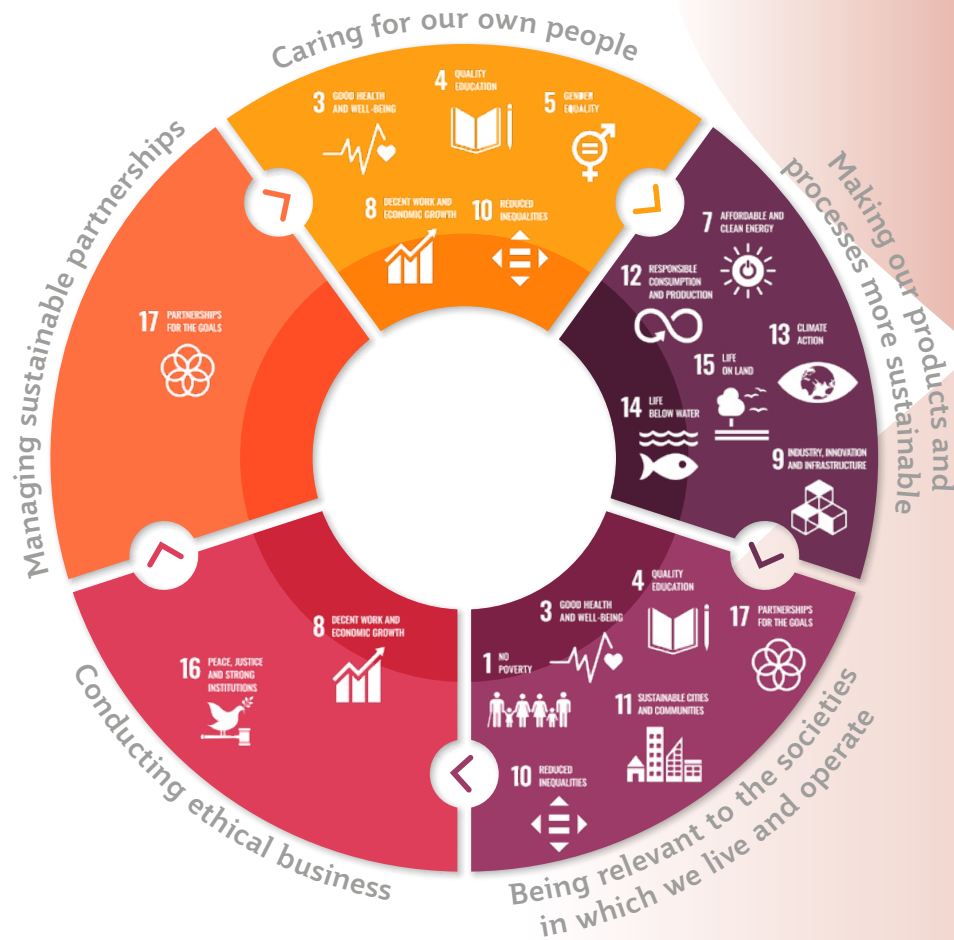 Caring for our own people
3 GOOD HEALTH
AND WELL-BEING
4 QUALITY
EDUCATION
5 GENDER
EQUALITY
8 DECENT WORK AND
ECONOMIC GROWTH
10 REDUCED
INEQUALITIES
Making our products and
processes more sustainable
7 AFFORDABLE AND
CLEAN ENERGY
12 RESPONSIBLE
CONSUMPTION
AND PRODUCTION
13 CLIMATE
ACTION
15 LIFE
ON LAND
14 LIFE
BELOW WATER
9 INDUSTRY, INNOVATION
AND INFRASTRUCTURE
Being relevant to the societies
in which we live and operate
4 QUALITY
EDUCATION
3 GOOD HEALTH
AND WELL-BEING
17 PARTNERSHIPS
FOR THE GOALS
1 NO
POVERTY
11 SUSTAINABLE CITIES
AND COMMUNITIES
10 REDUCED
INEQUALITIES
Conducting ethical business
8 DECENT WORK AND
ECONOMIC GROWTH
16 PEACE, JUSTICE
AND STRONG
INSTITUTIONS
Managing sustainable partnerships
17 PARTNERSHIPS
FOR THE GOALS